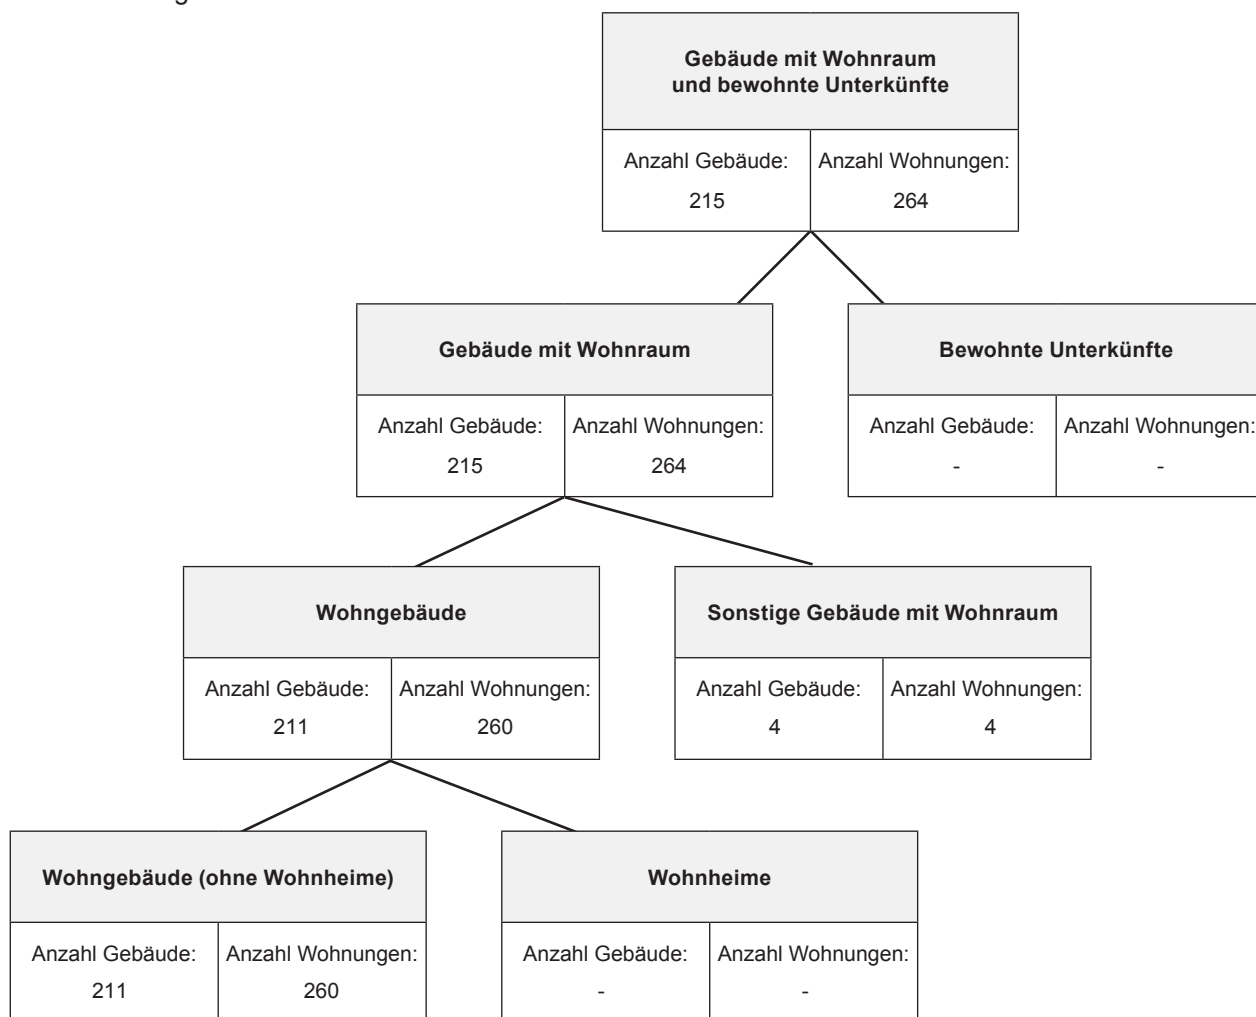 Gebäude mit Wohnraum
und bewohnte Unterkünfte
Anzahl Gebäude: Anzahl Wohnungen:
215 264
Gebäude mit Wohnraum
Bewohnte Unterkünfte
Anzahl Gebäude: Anzahl Wohnungen:
215 264
Anzahl Gebäude: Anzahl Wohnungen:
- -
Wohngebäude
Sonstige Gebäude mit Wohnraum
Anzahl Gebäude: Anzahl Wohnungen:
211 260
Anzahl Gebäude: Anzahl Wohnungen:
4 4
Wohngebäude (ohne Wohnheime)
Wohnheime
Anzahl Gebäude: Anzahl Wohnungen:
211 260
Anzahl Gebäude: Anzahl Wohnungen:
- -